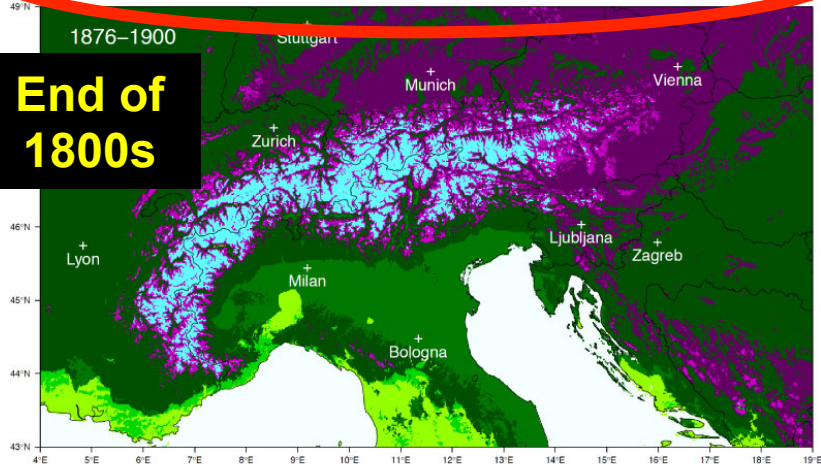 49°N
1876–1900
Stuttgart
Munich
Vienna
End of
1800s
Zurich
46°N
Lyon
Ljubljana
Zagreb
Milan
45°N
Bologna
44°N
43°N
4°E 5°E 6°E 7°E 8°E 9°E 10°E 11°E 12°E 13°E 14°E 15°E 16°E 17°E 18°E 19°E